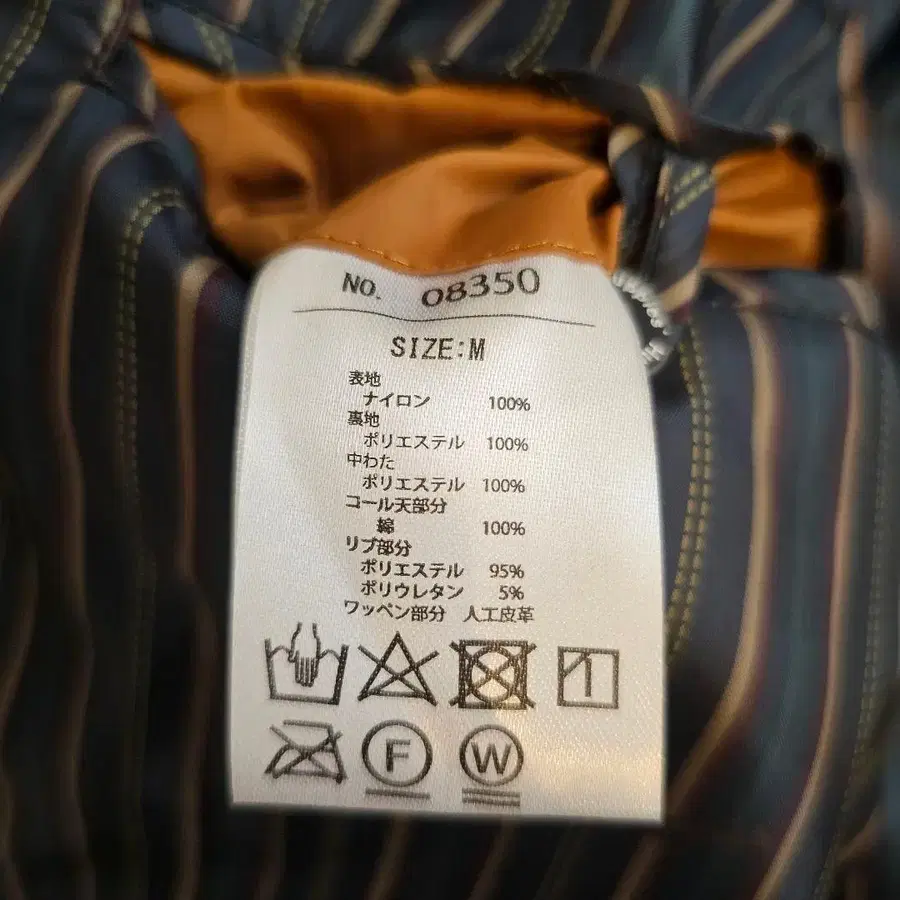 NO. 08350
SIZE:M
表地
ナイロン 100%
裏地
ポリエステル 100%
中わた
ポリエステル 100%
コール天部分
綿 100%
リブ部分
ポリエステル 95%
ポリウレタン 5%
ワッペン部分 人工皮革
F W